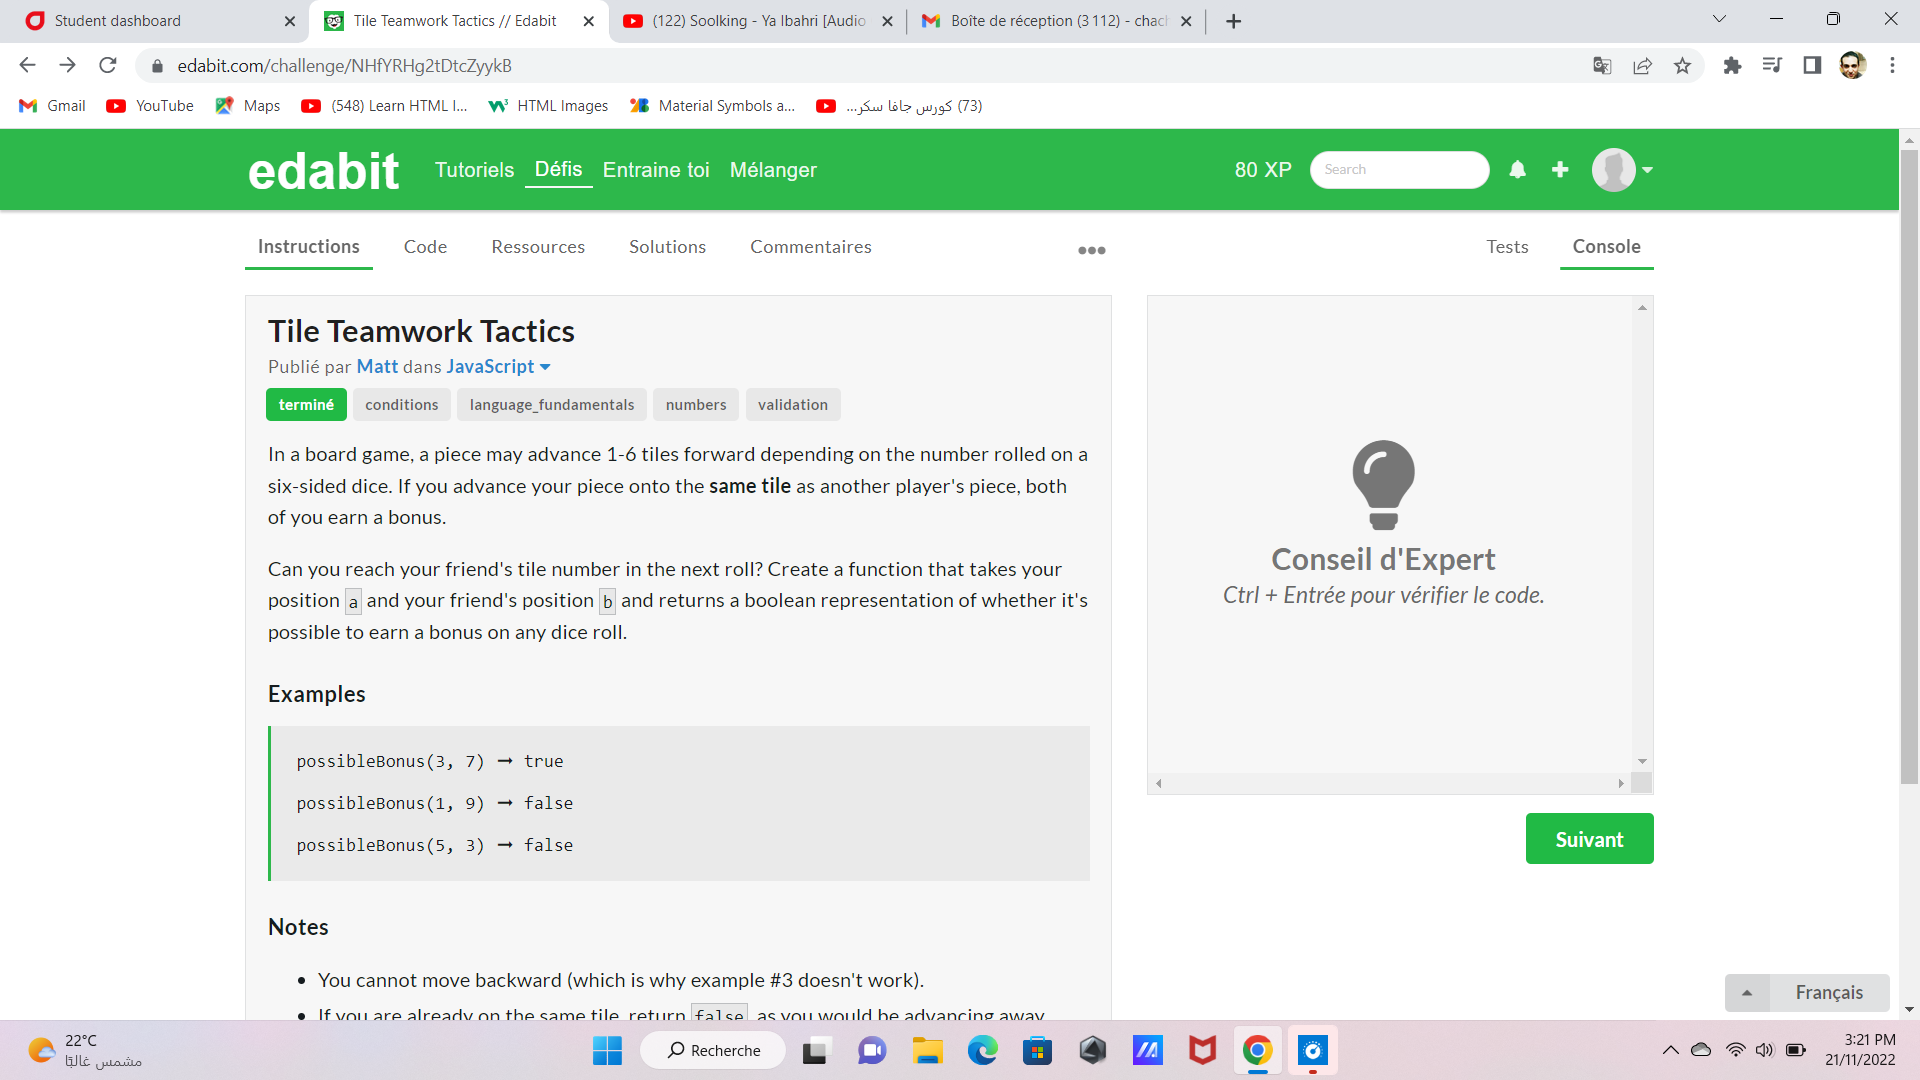 Student dashboard
Tile Teamwork Tactics // Edabit
(122) Soolking - Ya Ibahri [Audio
Boîte de réception (3 112) - chach
edabit.com/challenge/NHfYRHg2tDtcZyykB
Gmail
YouTube
Maps
(548) Learn HTML I...
HTML Images
Material Symbols a...
(73) كورس جافا سكر...
edabit
Tutoriels
Défis
Entraine toi
Mélanger
80 XP
Search
Instructions
Code
Ressources
Solutions
Commentaires
Tests
Console
Tile Teamwork Tactics
Publié par Matt dans JavaScript
terminé
conditions
language_fundamentals
numbers
validation
In a board game, a piece may advance 1-6 tiles forward depending on the number rolled on a
six-sided dice. If you advance your piece onto the same tile as another player's piece, both
of you earn a bonus.
Can you reach your friend's tile number in the next roll? Create a function that takes your
position a and your friend's position b and returns a boolean representation of whether it's
possible to earn a bonus on any dice roll.
Examples
possibleBonus(3, 7) ➞ true
possibleBonus(1, 9) ➞ false
possibleBonus(5, 3) ➞ false
Notes
You cannot move backward (which is why example #3 doesn't work).
If you are already on the same tile, return false, as you would be advancing away.
Conseil d'Expert
Ctrl + Entrée pour vérifier le code.
Suivant
Français
22°C
مشمس غالبًا
Recherche
3:21 PM
21/11/2022